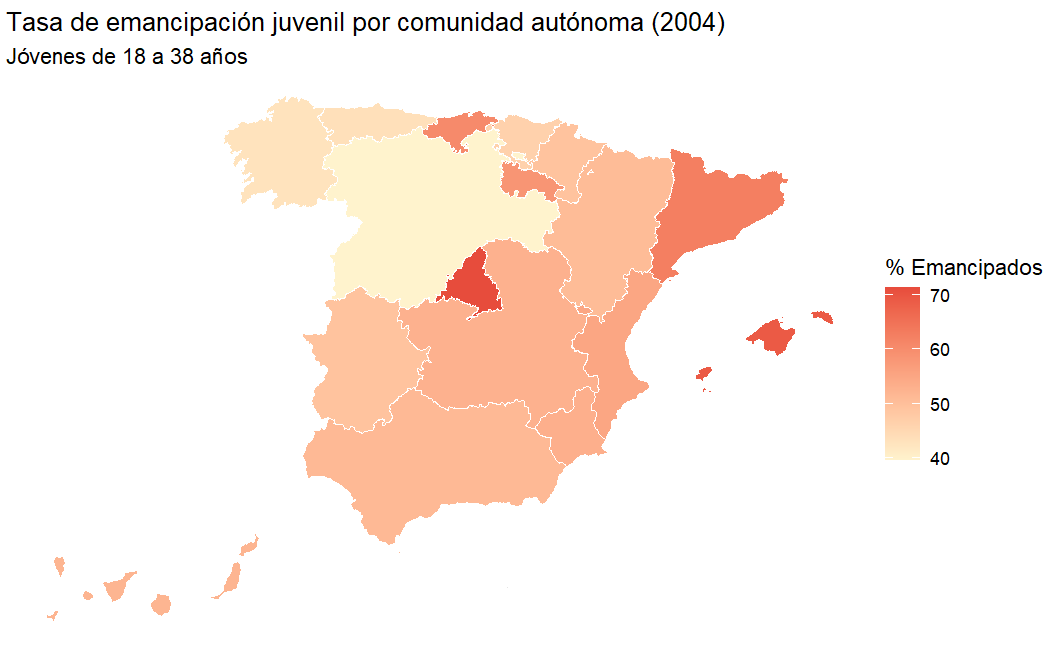 Tasa de emancipación juvenil por comunidad autónoma (2004)
Jóvenes de 18 a 38 años
% Emancipados
70
60
50
40